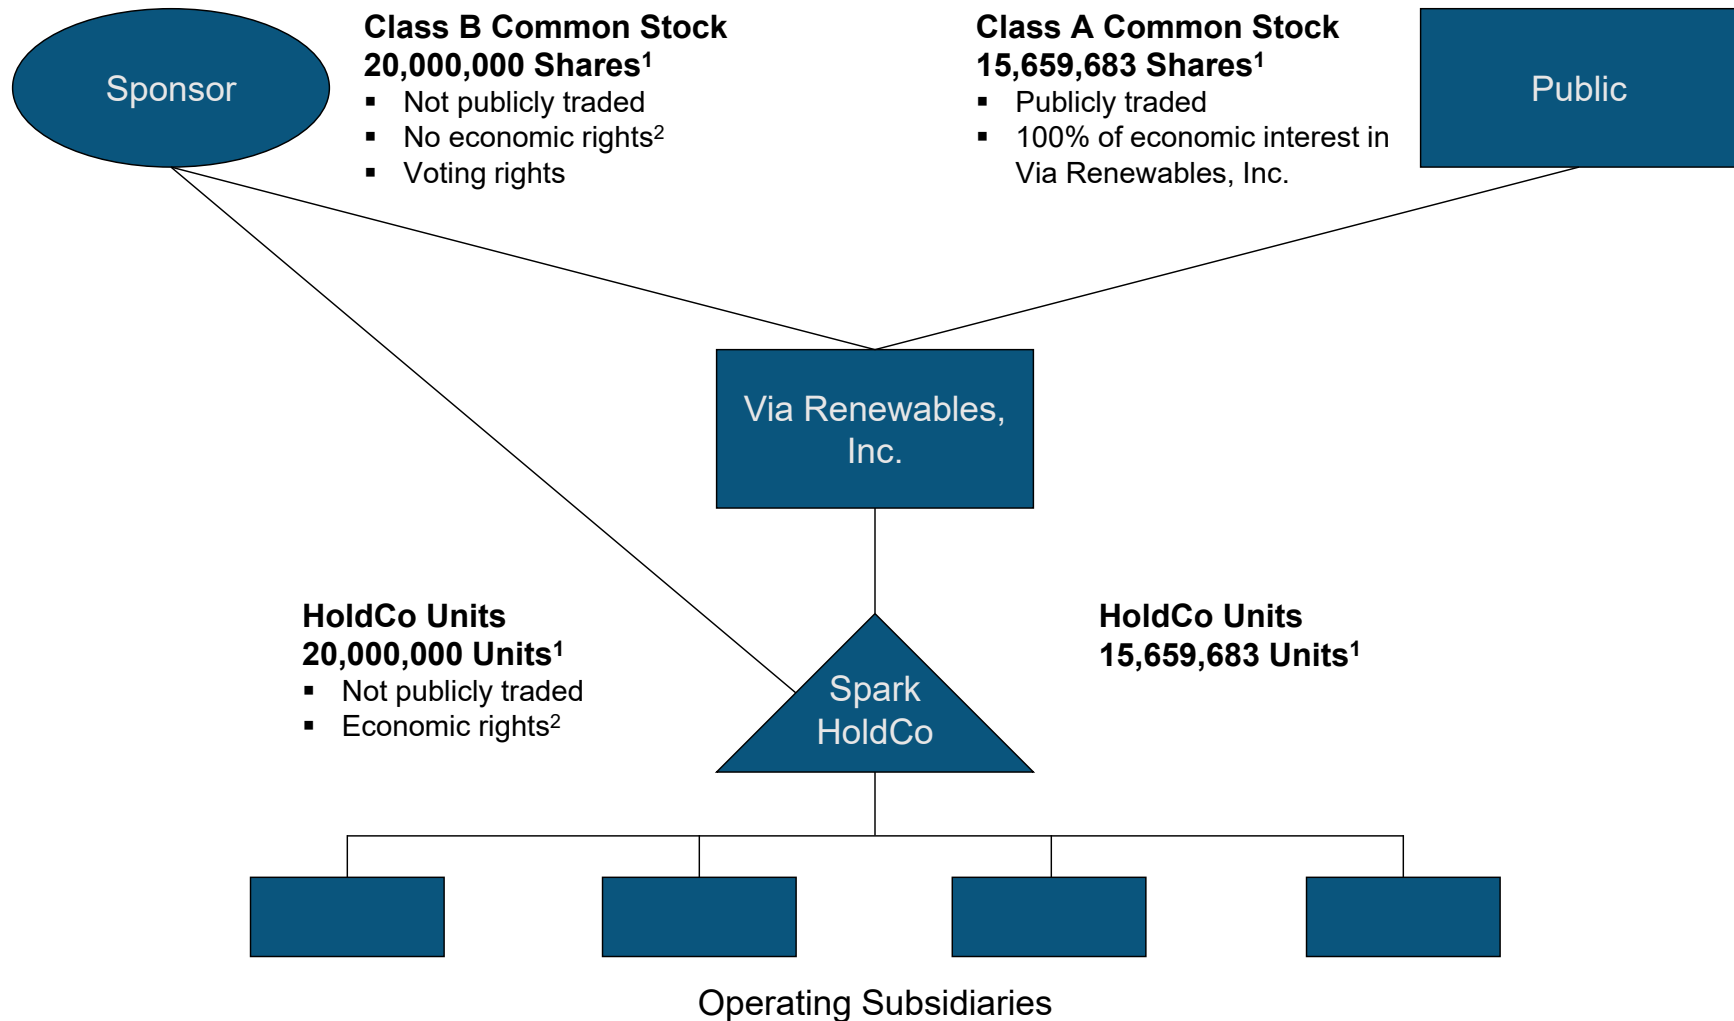 Sponsor
Class B Common Stock
20,000,000 Shares¹
▪ Not publicly traded
▪ No economic rights²
▪ Voting rights
Class A Common Stock
15,659,683 Shares¹
▪ Publicly traded
▪ 100% of economic interest in
Via Renewables, Inc.
Public
Via Renewables,
Inc.
HoldCo Units
20,000,000 Units¹
▪ Not publicly traded
▪ Economic rights²
HoldCo Units
15,659,683 Units¹
Spark
HoldCo
Operating Subsidiaries